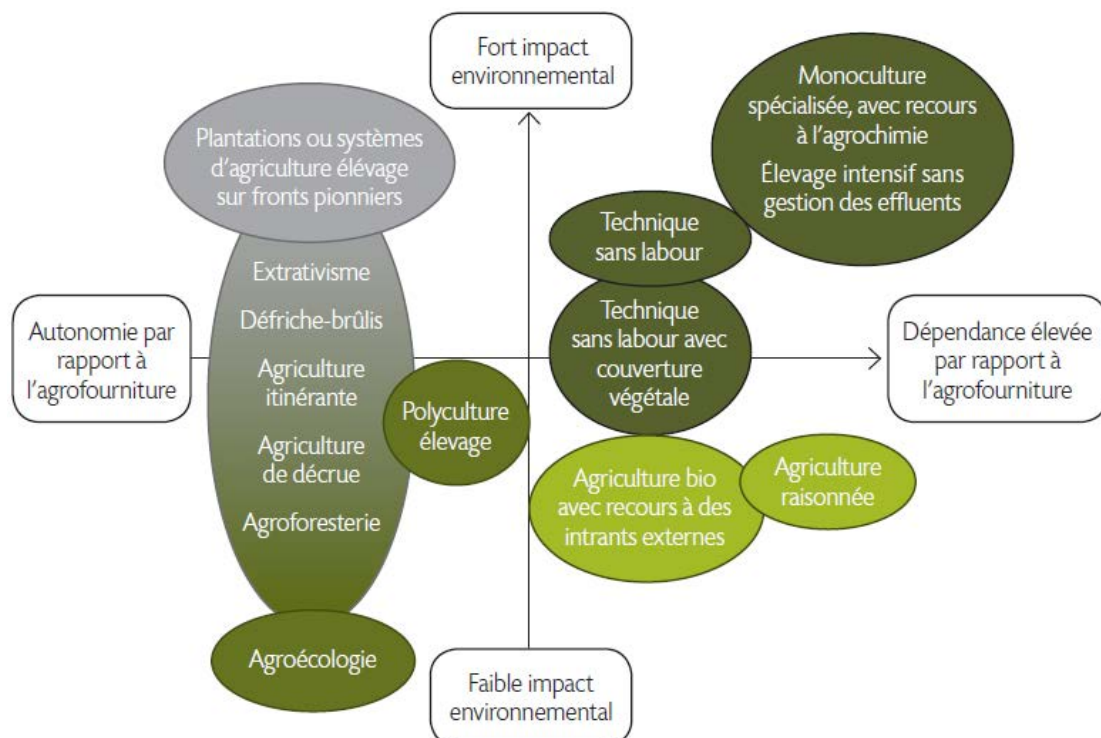 Fort impact
environnemental
Monoculture
spécialisée, avec recours
à l'agrochimie
Élevage intensif sans
gestion des effluents
Plantations ou systèmes
d'agriculture élévage
sur fronts pionniers
Technique
sans labour
Extrativisme
Défriche-brûlis
Agriculture
itinérante
Agriculture
de décrue
Agroforesterie
Autonomie par
rapport à
l'agrofourniture
Technique
sans labour avec
couverture
végétale
Dépendance élevée
par rapport à
l'agrofourniture
Polyculture
élevage
Agriculture bio
avec recours à des
intrants externes
Agriculture
raisonnée
Agroécologie
Faible impact
environnemental